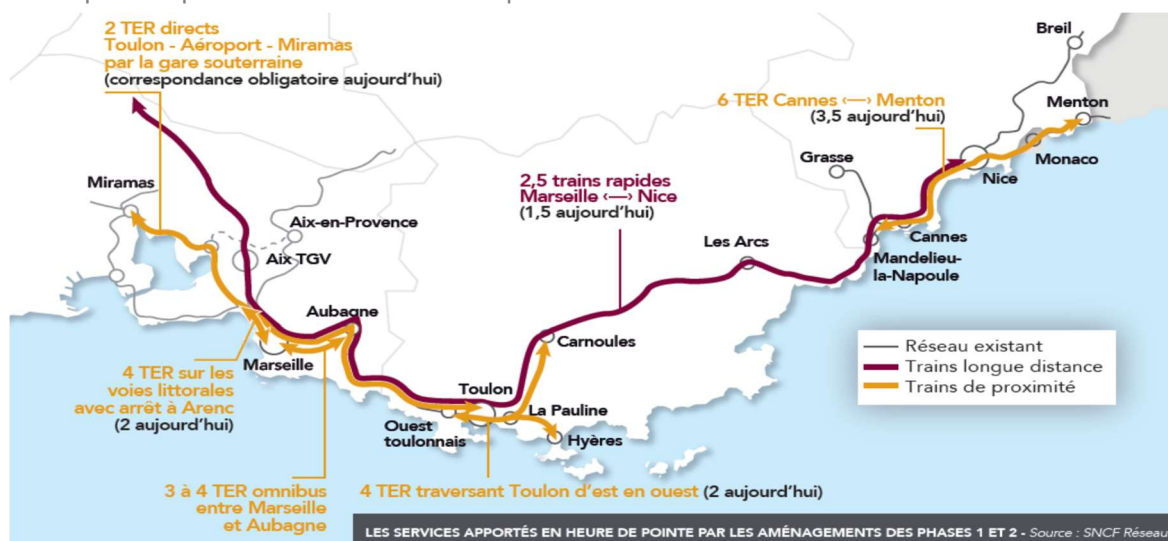 2 TER directs
Toulon - Aéroport - Miramas
par la gare souterraine
(correspondance obligatoire aujourd'hui)
Breil
6 TER Cannes ‹—› Menton
(3,5 aujourd'hui)
Menton
Monaco
Nice
Grasse
Miramas
2,5 trains rapides
Marseille ‹—› Nice
(1,5 aujourd'hui)
Aix-en-Provence
Aix TGV
Les Arcs
Cannes
Mandelieu-
la-Napoule
Aubagne
Carnoules
Marseille
4 TER sur les
voies littorales
avec arrêt à Arenc
(2 aujourd'hui)
Toulon
La Pauline
Ouest
toulonnais
Hyères
Réseau existant
Trains longue distance
Trains de proximité
3 à 4 TER omnibus
entre Marseille
et Aubagne
4 TER traversant Toulon d'est en ouest (2 aujourd'hui)
LES SERVICES APPORTÉS EN HEURE DE POINTE PAR LES AMÉNAGEMENTS DES PHASES 1 ET 2 - Source : SNCF Réseau